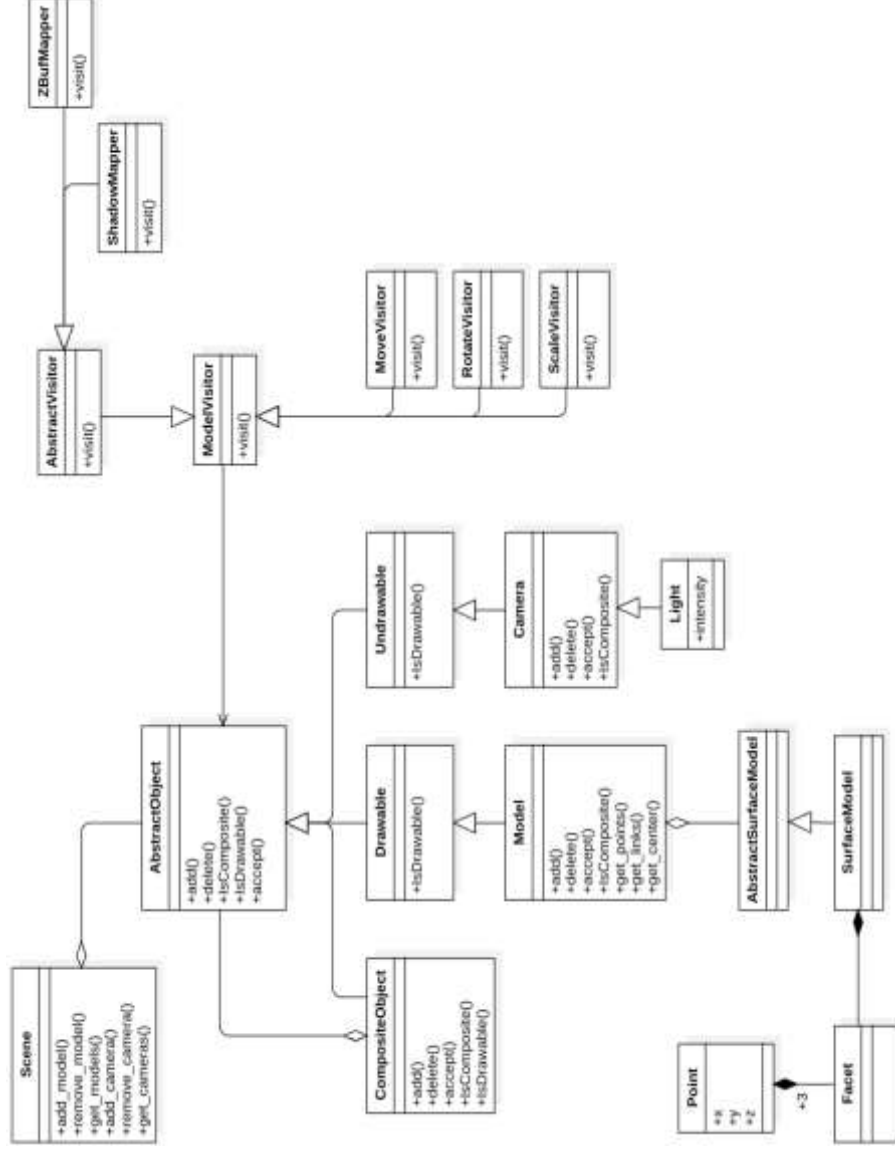 Scene
+add_model()
+remove_model()
+get_models()
+add_camera()
+remove_camera()
+get_cameras()
AbstractObject
+add()
+delete()
+IsComposite()
+IsDrawable()
+accept()
AbstractVisitor
+visit()
ZBufMapper
+visit()
ShadowMapper
+visit()
ModelVisitor
+visit()
CompositeObject
+add()
+delete()
+accept()
+IsComposite()
+IsDrawable()
Drawable
+IsDrawable()
Undrawable
+IsDrawable()
MoveVisitor
+visit()
RotateVisitor
+visit()
ScaleVisitor
+visit()
Model
+add()
+delete()
+accept()
+IsComposite()
+get_points()
+get_links()
+get_center()
Camera
+add()
+delete()
+accept()
+IsComposite()
Light
+intensity
Point
+x
+y
+z
+3
AbstractSurfaceModel
Facet
SurfaceModel